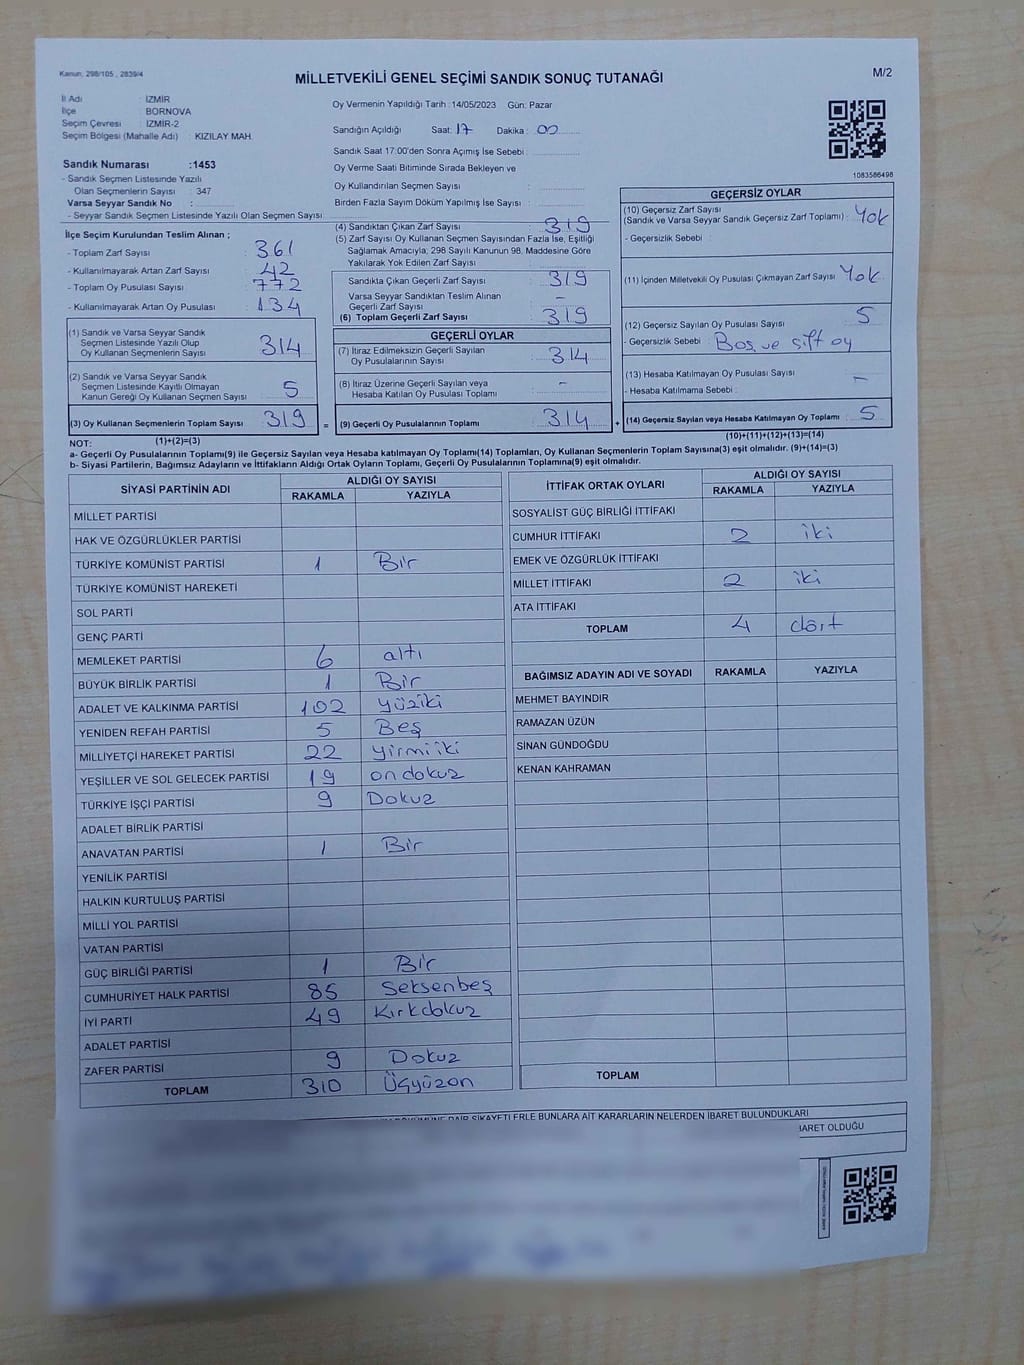 Kanun, 298/105 , 2839/4
MİLLETVEKİLİ GENEL SEÇİMİ SANDIK SONUÇ TUTANAĞI
M/2
İl Adı : İZMİR
İlçe : BORNOVA
Seçim Çevresi : İZMİR-2
Seçim Bölgesi (Mahalle Adı) : KIZILAY MAH.
Sandık Numarası :1453
- Sandık Seçmen Listesinde Yazılı
Olan Seçmenlerin Sayısı : 347
Varsa Seyyar Sandık No :
- Seyyar Sandık Seçmen Listesinde Yazılı Olan Seçmen Sayısı
Oy Vermenin Yapıldığı Tarih : 14/05/2023 Gün: Pazar
Sandığın Açıldığı Saat: 17 Dakika : 00
Sandık Saat 17:00'den Sonra Açımış İse Sebebi :
Oy Verme Saati Bitiminde Sırada Bekleyen ve
Oy Kullandırılan Seçmen Sayısı :
Birden Fazla Sayım Döküm Yapılmış İse Sayısı :
1083586498
İlçe Seçim Kurulundan Teslim Alınan ;
- Toplam Zarf Sayısı : 361
- Kullanılmayarak Artan Zarf Sayısı : 42
- Toplam Oy Pusulası Sayısı : 772
- Kullanılmayarak Artan Oy Pusulası : 134
(1) Sandık ve Varsa Seyyar Sandık
Seçmen Listesinde Yazılı Olup
Oy Kullanan Seçmenlerin Sayısı 314
(2) Sandık ve Varsa Seyyar Sandık
Seçmen Listesinde Kayıtlı Olmayan
Kanun Gereği Oy Kullanan Seçmen Sayısı 5
(3) Oy Kullanan Seçmenlerin Toplam Sayısı 319 =
(4) Sandıktan Çıkan Zarf Sayısı : 319
(5) Zarf Sayısı Oy Kullanan Seçmen Sayısından Fazla İse, Eşitliği
Sağlamak Amacıyla; 298 Sayılı Kanunun 98. Maddesine Göre
Yakılarak Yok Edilen Zarf Sayısı :
Sandıkta Çıkan Geçerli Zarf Sayısı : 319
Varsa Seyyar Sandıktan Teslim Alınan
Geçerli Zarf Sayısı : -
(6) Toplam Geçerli Zarf Sayısı : 319
GEÇERLİ OYLAR
(7) İtiraz Edilmeksizin Geçerli Sayılan
Oy Pusulalarının Sayısı 314
(8) İtiraz Üzerine Geçerli Sayılan veya
Hesaba Katılan Oy Pusulası Toplamı -
(9) Geçerli Oy Pusulalarının Toplamı 314 +
GEÇERSİZ OYLAR
(10) Geçersiz Zarf Sayısı
(Sandık ve Varsa Seyyar Sandık Geçersiz Zarf Toplamı) : Yok
- Geçersizlik Sebebi :
(11) İçinden Milletvekili Oy Pusulası Çıkmayan Zarf Sayısı : Yok
(12) Geçersiz Sayılan Oy Pusulası Sayısı : 5
- Geçersizlik Sebebi : Boş ve şift oy
(13) Hesaba Katılmayan Oy Pusulası Sayısı : -
- Hesaba Katılmama Sebebi :
(14) Geçersiz Sayılan veya Hesaba Katılmayan Oy Toplamı : 5
NOT: (1)+(2)=(3)
(10)+(11)+(12)+(13)=(14)
a- Geçerli Oy Pusulalarının Toplamı(9) ile Geçersiz Sayılan veya Hesaba katılmayan Oy Toplamı(14) Toplamları, Oy Kullanan Seçmenlerin Toplam Sayısına(3) eşit olmalıdır. (9)+(14)=(3)
b- Siyasi Partilerin, Bağımsız Adayların ve İttifakların Aldığı Ortak Oyların Toplamı, Geçerli Oy Pusulalarının Toplamına(9) eşit olmalıdır.
SİYASİ PARTİNİN ADI ALDIĞI OY SAYISI
RAKAMLA YAZIYLA
MİLLET PARTİSİ
HAK VE ÖZGÜRLÜKLER PARTİSİ
TÜRKİYE KOMÜNİST PARTİSİ 1 Bir
TÜRKİYE KOMÜNİST HAREKETİ
SOL PARTİ
GENÇ PARTİ
MEMLEKET PARTİSİ 6 altı
BÜYÜK BİRLİK PARTİSİ 1 Bir
ADALET VE KALKINMA PARTİSİ 102 yüziki
YENİDEN REFAH PARTİSİ 5 Beş
MİLLİYETÇİ HAREKET PARTİSİ 22 yirmiiki
YEŞİLLER VE SOL GELECEK PARTİSİ 19 ondokuz
TÜRKİYE İŞÇİ PARTİSİ 9 Dokuz
ADALET BİRLİK PARTİSİ
ANAVATAN PARTİSİ 1 Bir
YENİLİK PARTİSİ
HALKIN KURTULUŞ PARTİSİ
MİLLİ YOL PARTİSİ
VATAN PARTİSİ
GÜÇ BİRLİĞİ PARTİSİ 1 Bir
CUMHURİYET HALK PARTİSİ 85 Seksenbeş
İYİ PARTİ 49 Kırkdokuz
ADALET PARTİSİ
ZAFER PARTİSİ 9 Dokuz
TOPLAM 310 Üçyüzon
İTTİFAK ORTAK OYLARI ALDIĞI OY SAYISI
RAKAMLA YAZIYLA
SOSYALİST GÜÇ BİRLİĞİ İTTİFAKI
CUMHUR İTTİFAKI 2 iki
EMEK VE ÖZGÜRLÜK İTTİFAKI
MİLLET İTTİFAKI 2 iki
ATA İTTİFAKI
TOPLAM 4 dört
BAĞIMSIZ ADAYIN ADI VE SOYADI RAKAMLA YAZIYLA
MEHMET BAYINDIR
RAMAZAN ÜZÜN
SİNAN GÜNDOĞDU
KENAN KAHRAMAN
TOPLAM
DÖKÜMÜNE DAİR ŞİKAYETLERLE BUNLARA AİT KARARLARIN NELERDEN İBARET BULUNDUKLARI
İBARET OLDUĞU